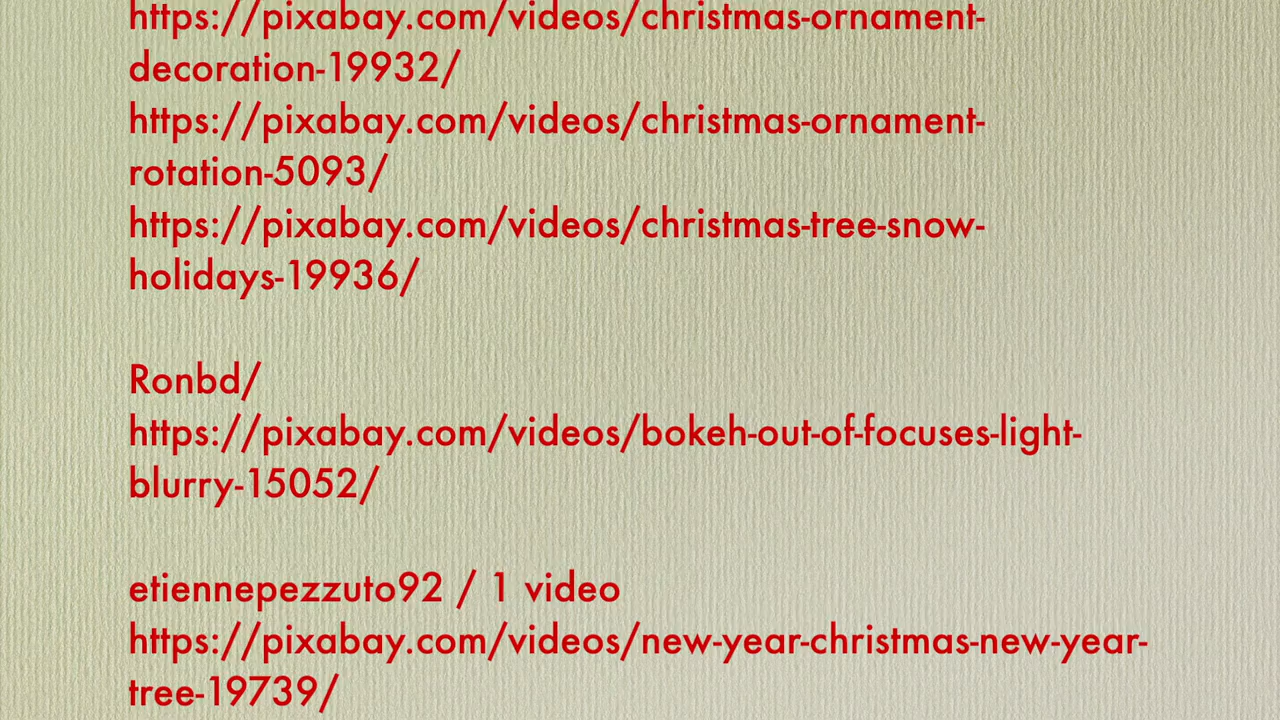 https://pixabay.com/videos/christmas-ornament-
decoration-19932/
https://pixabay.com/videos/christmas-ornament-
rotation-5093/
https://pixabay.com/videos/christmas-tree-snow-
holidays-19936/
Ronbd/
https://pixabay.com/videos/bokeh-out-of-focuses-light-
blurry-15052/
etiennepezzuto92 / 1 video
https://pixabay.com/videos/new-year-christmas-new-year-
tree-19739/